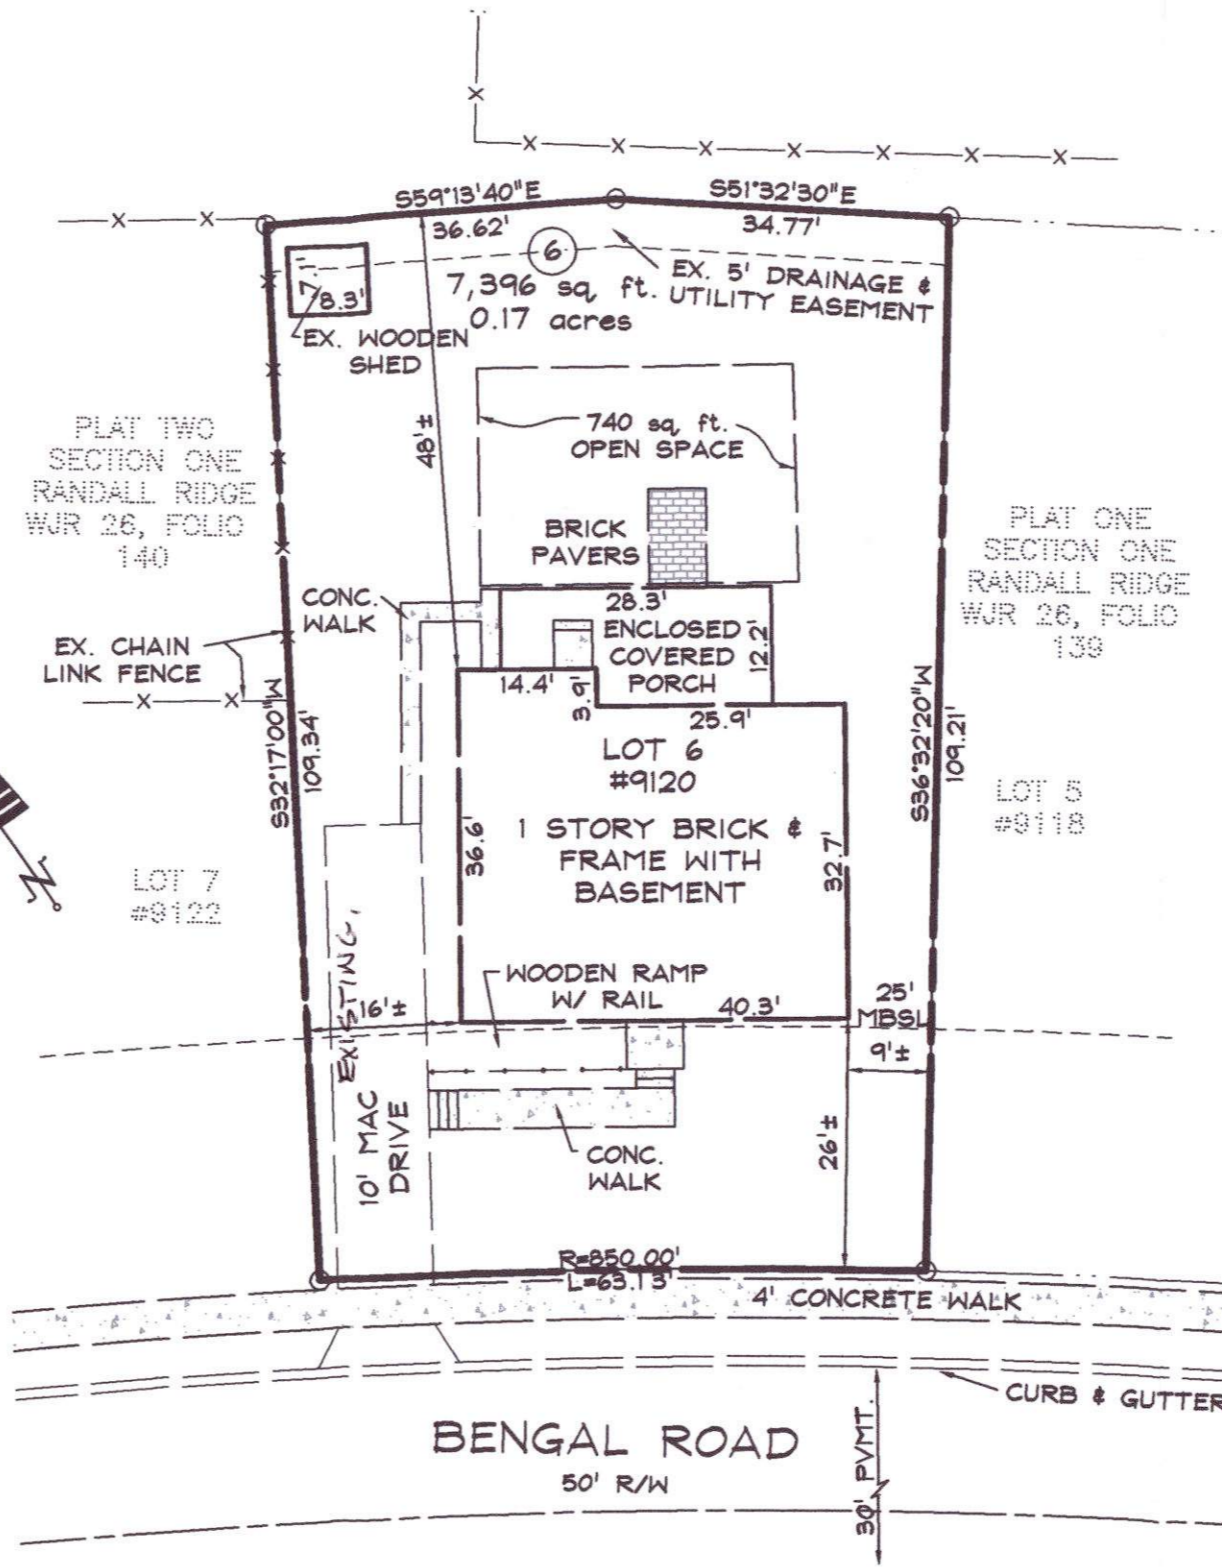 S59°13'40"E
36.62'
S51°32'30"E
34.77'
6
7,396 sq ft.
0.17 acres
EX. 5' DRAINAGE &
UTILITY EASEMENT
8.3'
EX. WOODEN
SHED
48'±
740 sq ft.
OPEN SPACE
PLAT TWO
SECTION ONE
RANDALL RIDGE
WJR 26, FOLIO
140
PLAT ONE
SECTION ONE
RANDALL RIDGE
WJR 26, FOLIO
139
BRICK
PAVERS
CONC.
WALK
28.3'
ENCLOSED
COVERED
PORCH
12.2'
EX. CHAIN
LINK FENCE
14.4'
3.9'
25.9'
S32°17'00"W
109.34'
S36°32'20"W
109.21'
LOT 6
#9120
1 STORY BRICK &
FRAME WITH
BASEMENT
36.6'
32.7'
LOT 5
#9118
LOT 7
#9122
N
WOODEN RAMP
W/ RAIL
40.3'
25'
MBSL
16'±
9'±
EXISTING,
10' MAC
DRIVE
CONC.
WALK
26'±
R=850.00'
L=63.13'
4' CONCRETE WALK
CURB & GUTTER
BENGAL ROAD
50' R/W
30' PVMT.